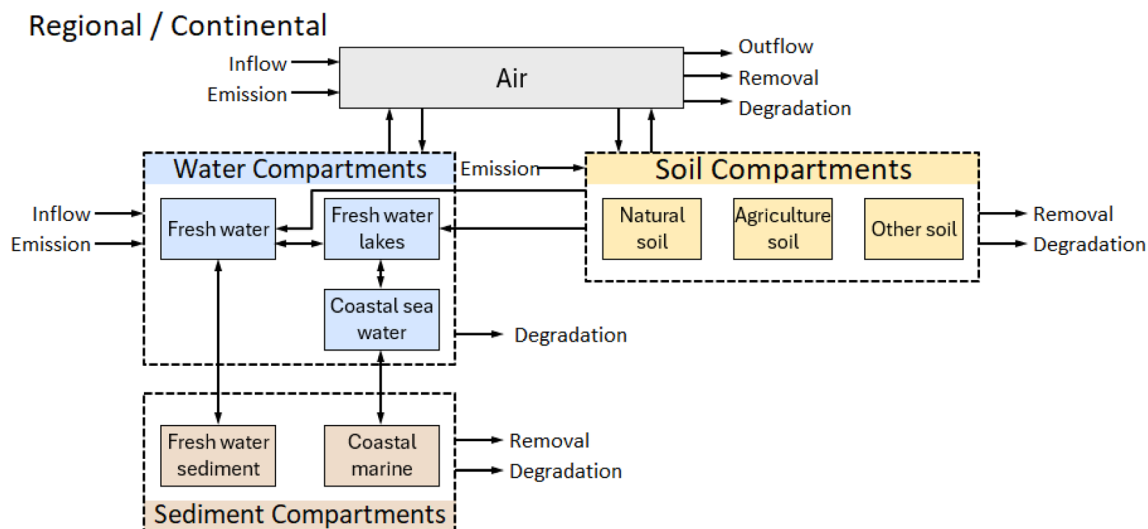 Regional / Continental
Inflow
Emission
Air
Outflow
Removal
Degradation
Water Compartments
Emission
Soil Compartments
Inflow
Emission
Fresh water
Fresh water
lakes
Natural
soil
Agriculture
soil
Other soil
Removal
Degradation
Coastal sea
water
Degradation
Fresh water
sediment
Coastal
marine
Removal
Degradation
Sediment Compartments